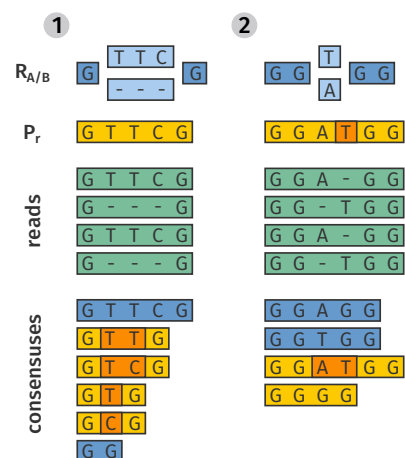 1 2
T T C T
R_A/B G G G G G G
- - - A
P_r G T T C G G G A T G G
reads
G T T C G G G A - G G
G - - - G G G - T G G
G T T C G G G A - G G
G - - - G G G - T G G
consensuses
G T T C G G G A G G
G T T G G G T G G
G T C G G G A T G G
G T G G G G G
G C G
G G